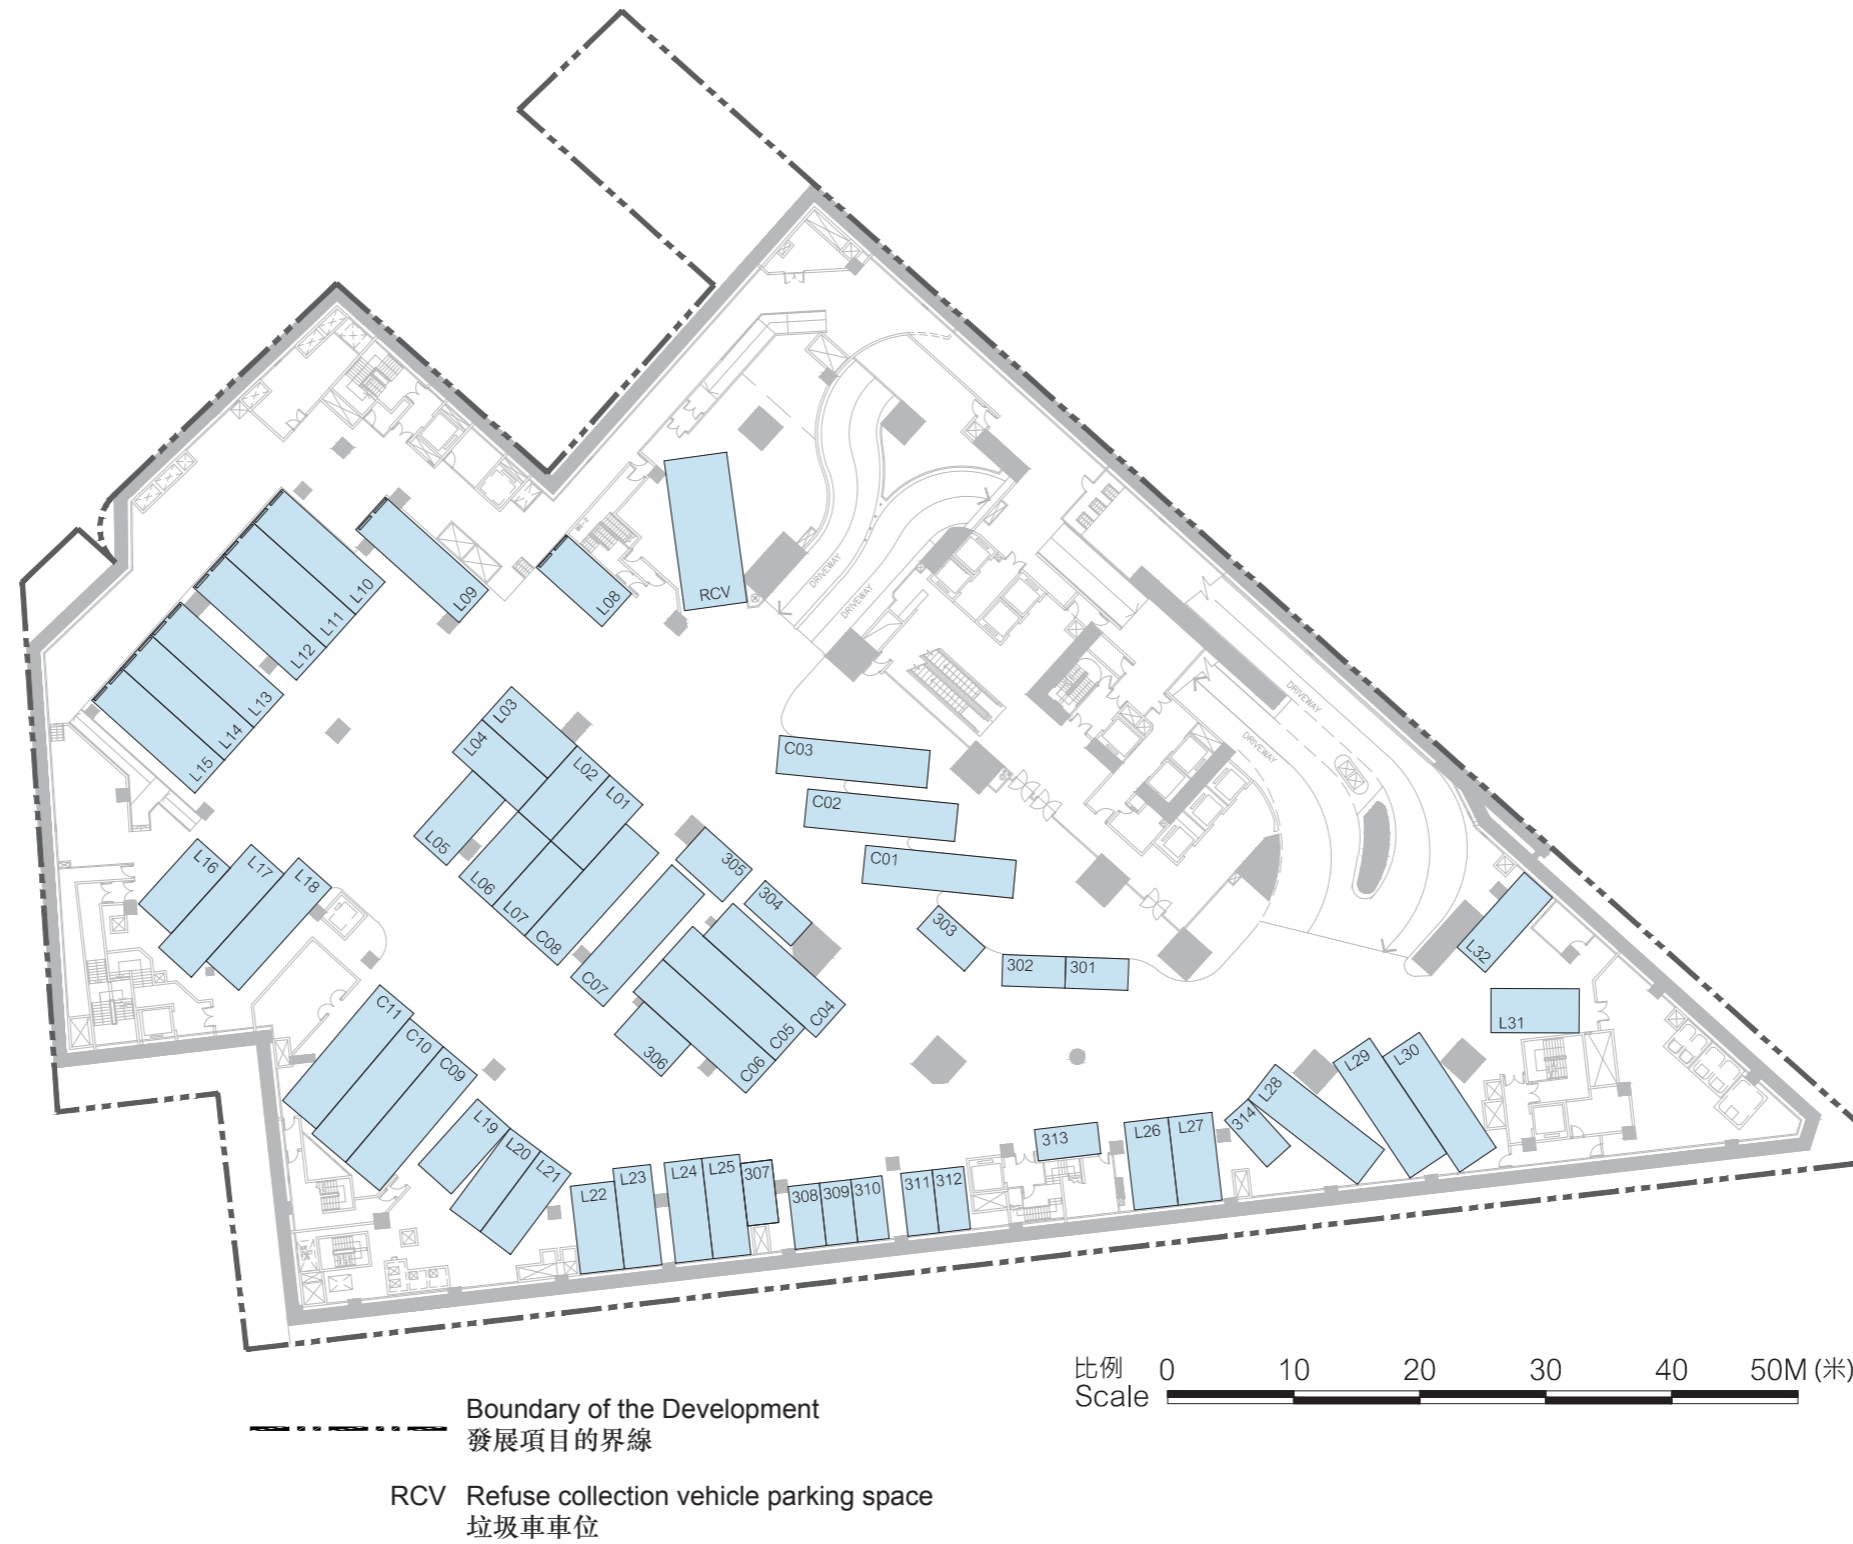 L10
L11
L12
L09
L08
RCV
DRIVEWAY
DRIVEWAY
L13
L14
L15
L03
L04
L02
L01
L05
L06
L07
C08
C07
305
304
C03
C02
C01
303
302
301
DRIVEWAY
DRIVEWAY
L16
L17
L18
C04
C05
C06
306
L32
L31
C11
C10
C09
L19
L20
L21
L22
L23
L24
L25
307
308
309
310
311
312
313
L26
L27
314
L28
L29
L30
比例 0 10 20 30 40 50M (米)
Scale
Boundary of the Development
發展項目的界線
RCV Refuse collection vehicle parking space
垃圾車車位